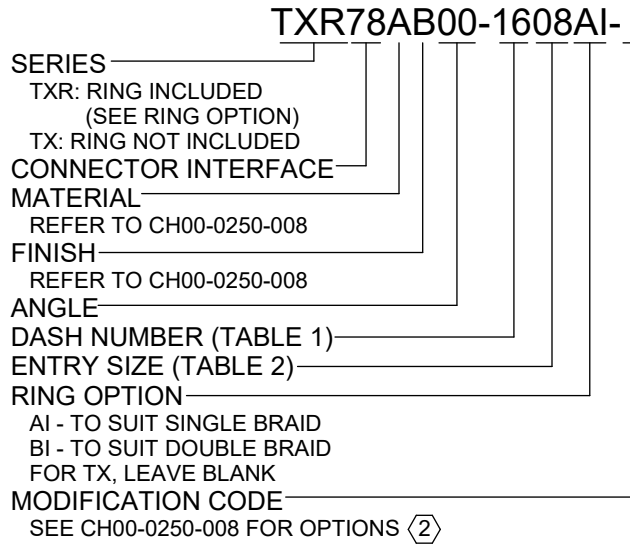 TXR78AB00-1608AI-
SERIES
TXR: RING INCLUDED
(SEE RING OPTION)
TX: RING NOT INCLUDED
CONNECTOR INTERFACE
MATERIAL
REFER TO CH00-0250-008
FINISH
REFER TO CH00-0250-008
ANGLE
DASH NUMBER (TABLE 1)
ENTRY SIZE (TABLE 2)
RING OPTION
AI - TO SUIT SINGLE BRAID
BI - TO SUIT DOUBLE BRAID
FOR TX, LEAVE BLANK
MODIFICATION CODE
SEE CH00-0250-008 FOR OPTIONS 2